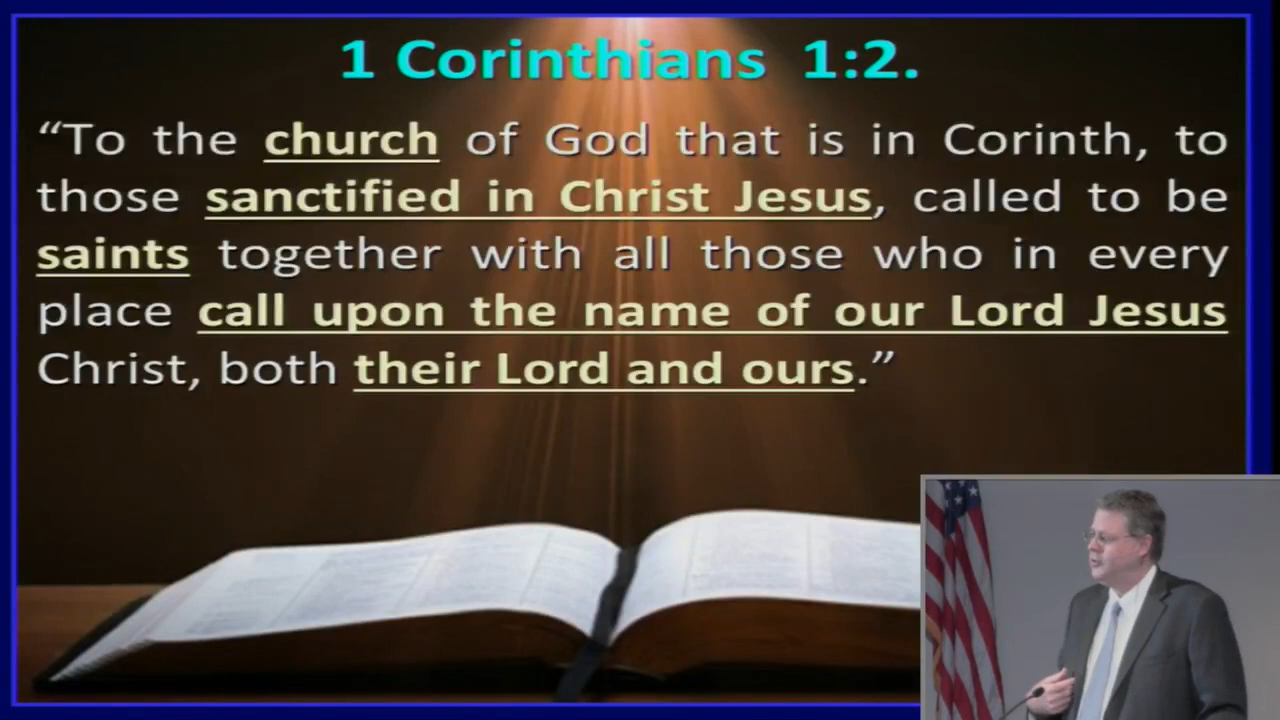 1 Corinthians 1:2.
“To the church of God that is in Corinth, to
those sanctified in Christ Jesus, called to be
saints together with all those who in every
place call upon the name of our Lord Jesus
Christ, both their Lord and ours.”